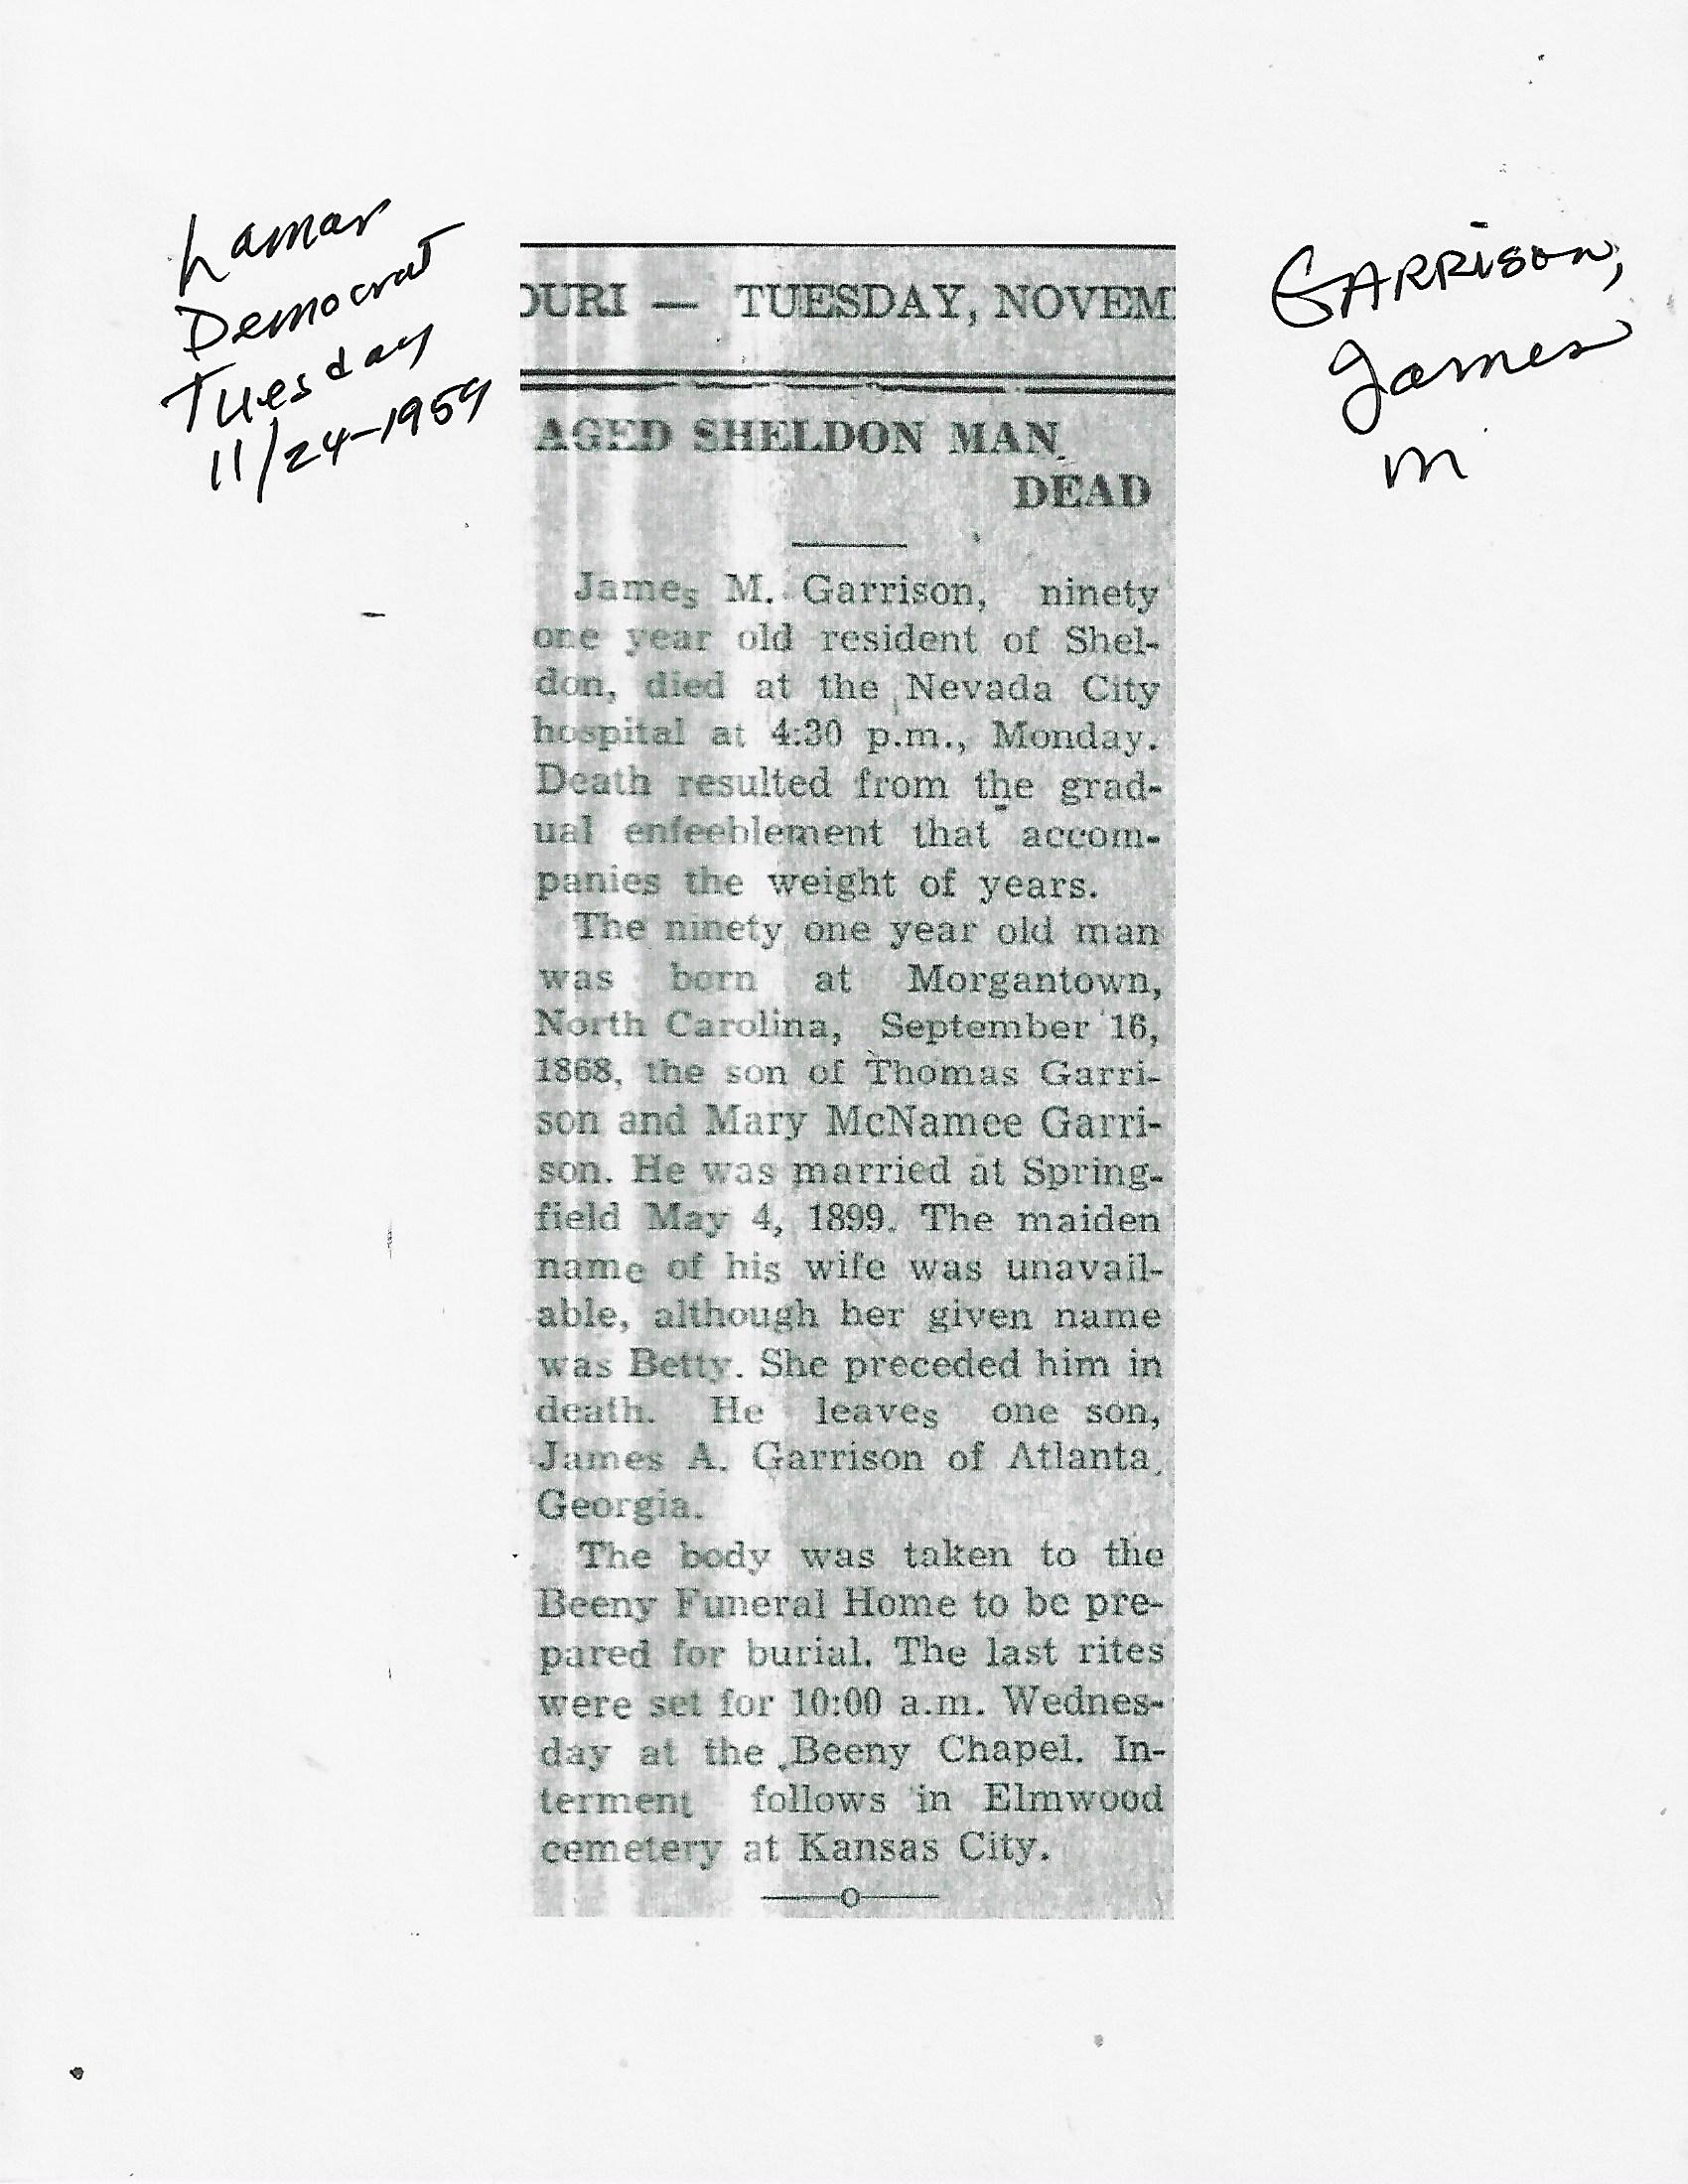 Lamar
Democrat
Tuesday
11/24-1959
GARRISON,
James
M
OURI — TUESDAY, NOVEM
AGED SHELDON MAN
DEAD
James M. Garrison, ninety
one year old resident of Shel-
don, died at the Nevada City
hospital at 4:30 p.m., Monday.
Death resulted from the grad-
ual enfeeblement that accom-
panies the weight of years.
The ninety one year old man
was born at Morgantown,
North Carolina, September 16,
1868, the son of Thomas Garri-
son and Mary McNamee Garri-
son. He was married at Spring-
field May 4, 1899. The maiden
name of his wife was unavail-
able, although her given name
was Betty. She preceded him in
death. He leaves one son,
James A. Garrison of Atlanta,
Georgia.
The body was taken to the
Beeny Funeral Home to be pre-
pared for burial. The last rites
were set for 10:00 a.m. Wednes-
day at the Beeny Chapel. In-
terment follows in Elmwood
cemetery at Kansas City.